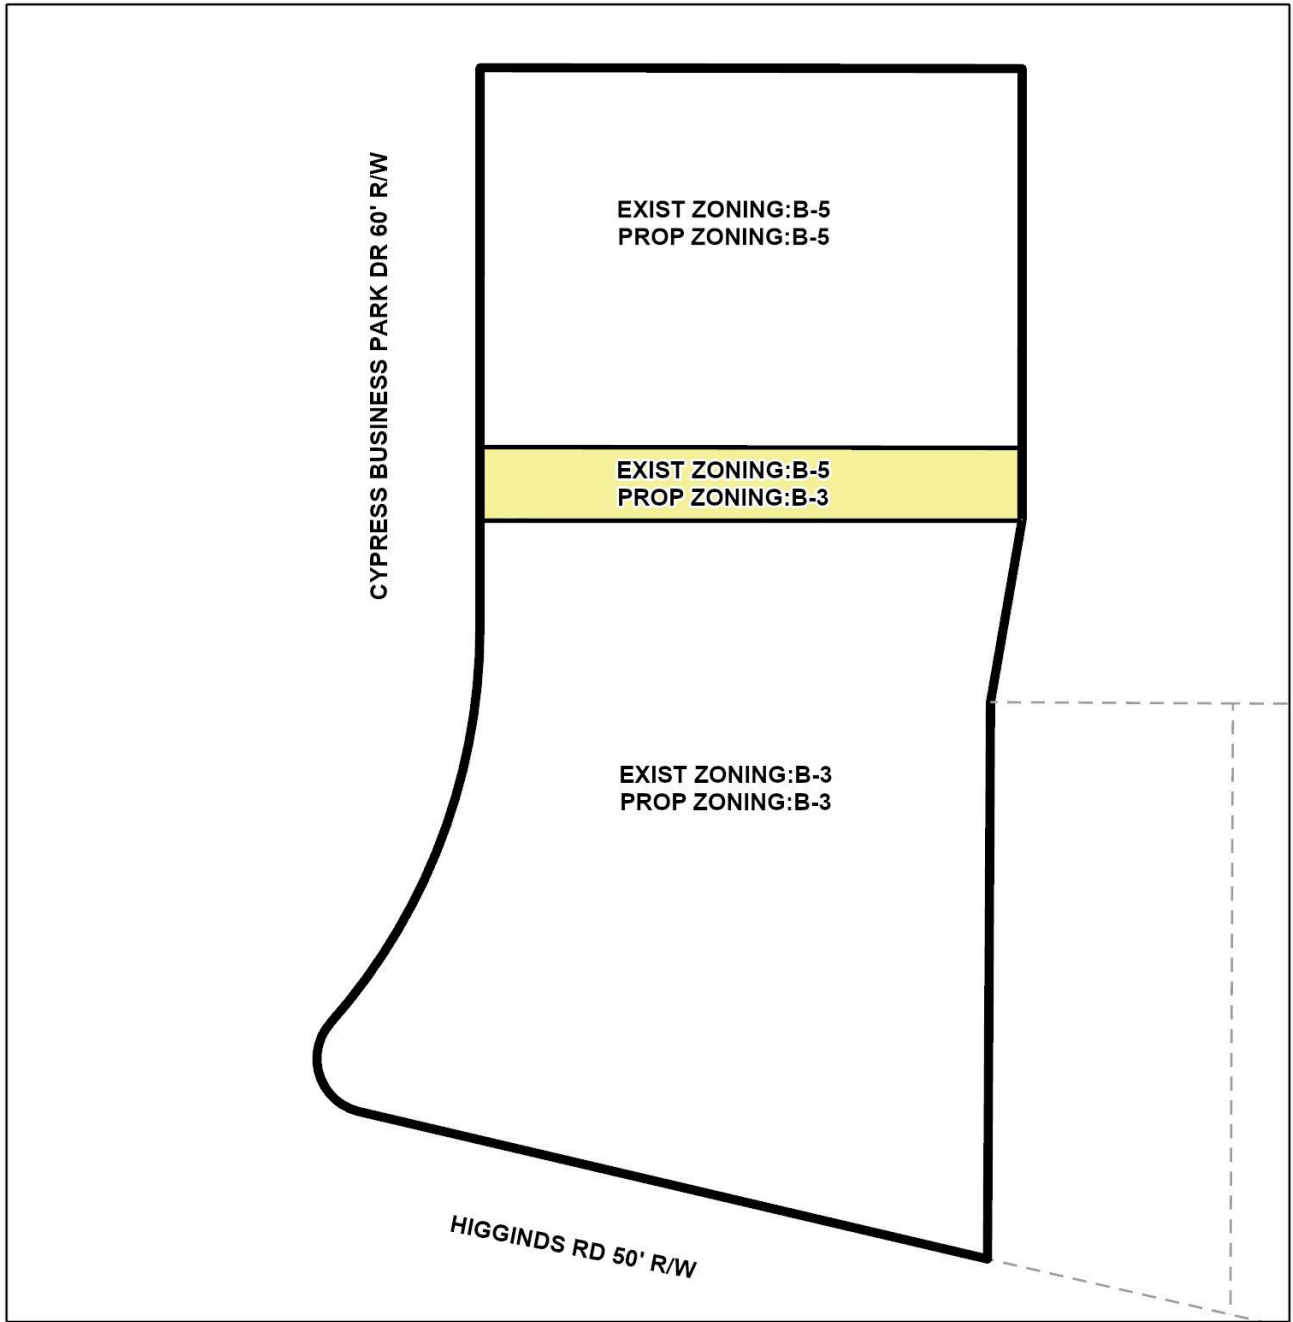 EXIST ZONING:B-5
PROP ZONING:B-5
CYPRESS BUSINESS PARK DR 60' R/W
EXIST ZONING:B-5
PROP ZONING:B-3
EXIST ZONING:B-3
PROP ZONING:B-3
HIGGINDS RD 50' R/W